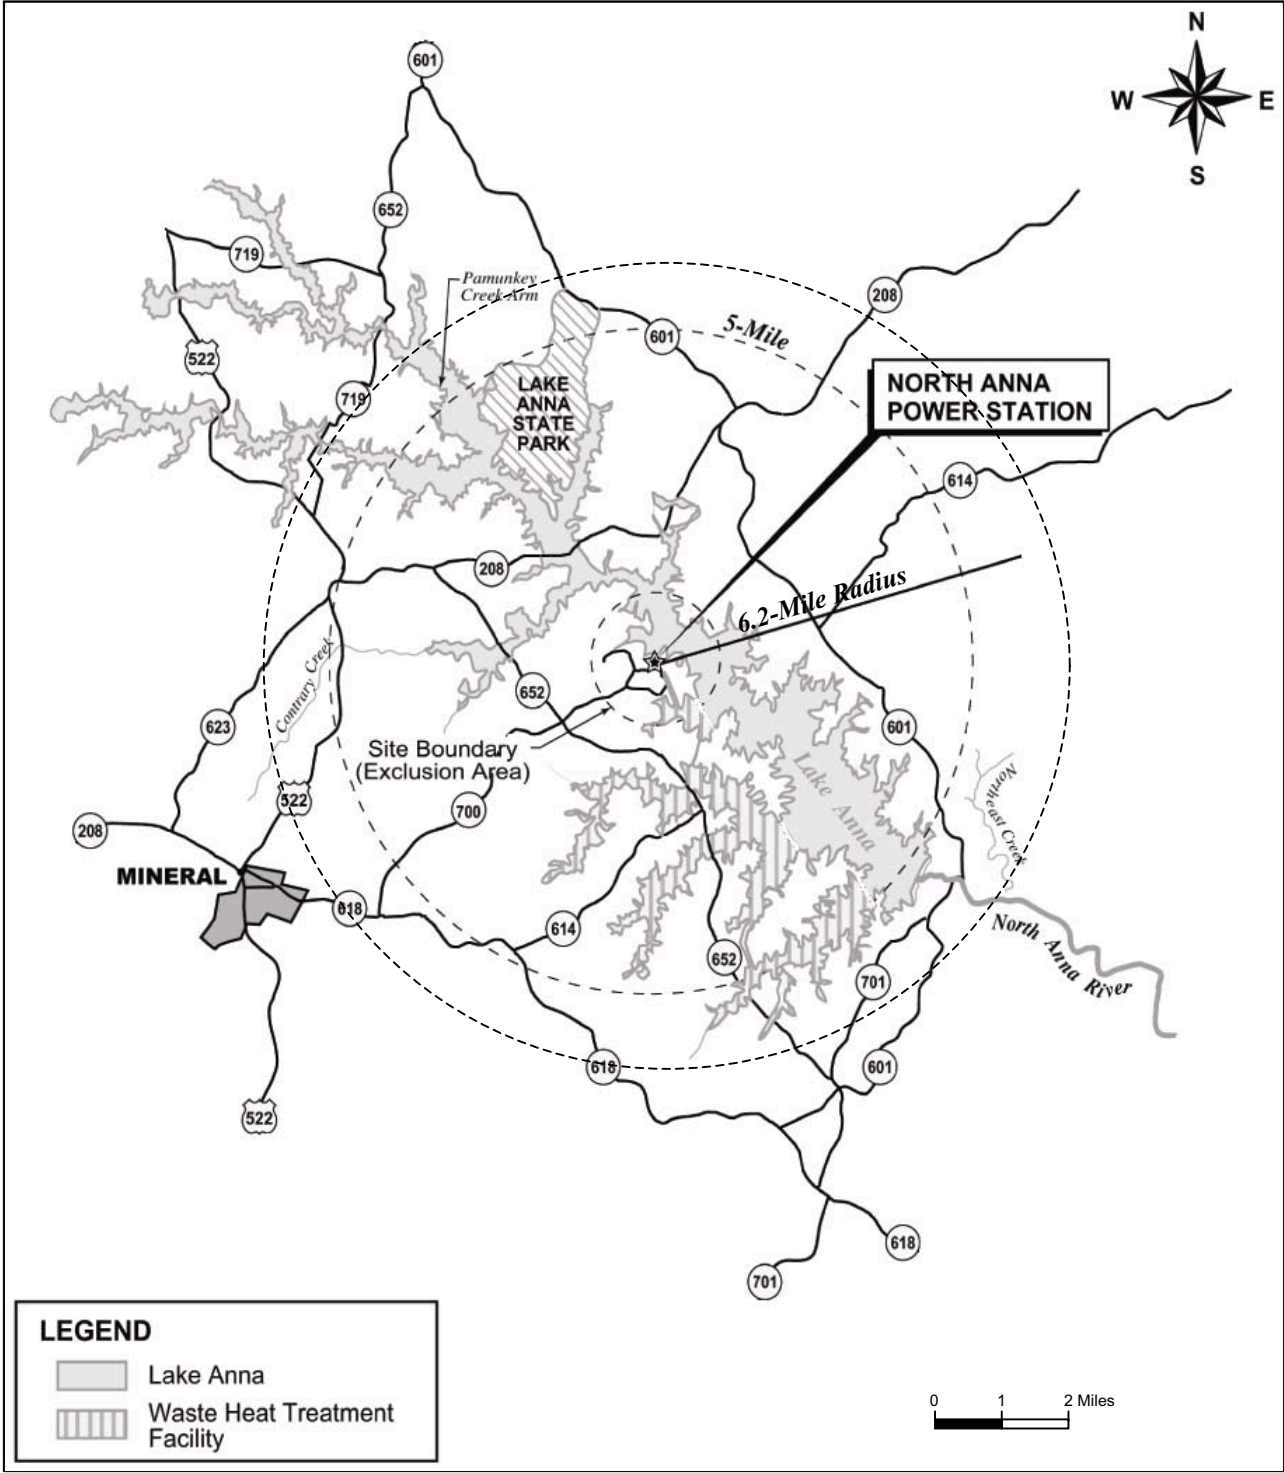 N
601
W
E
S
652
719
Pamunkey
Creek Arm
208
601
5-Mile
522
NORTH ANNA
POWER STATION
LAKE
ANNA
STATE
PARK
719
614
208
6.2-Mile Radius
Contrary Creek
652
623
601
Site Boundary
(Exclusion Area)
Lake Anna
Northeast Creek
522
700
208
MINERAL
618
614
North Anna River
652
701
618
601
522
618
701
LEGEND
Lake Anna
Waste Heat Treatment
Facility
0 1 2 Miles